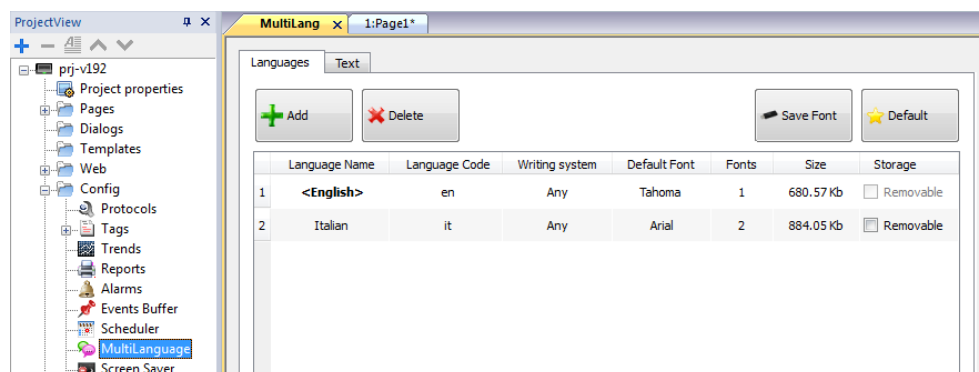 ProjectView
prj-v192
Project properties
Pages
Dialogs
Templates
Web
Config
Protocols
Tags
Trends
Reports
Alarms
Events Buffer
Scheduler
MultiLanguage
Screen Saver
MultiLang 1:Page1*
Languages Text
Add Delete Save Font Default
Language Name Language Code Writing system Default Font Fonts Size Storage
1 <English> en Any Tahoma 1 680.57 Kb Removable
2 Italian it Any Arial 2 884.05 Kb Removable